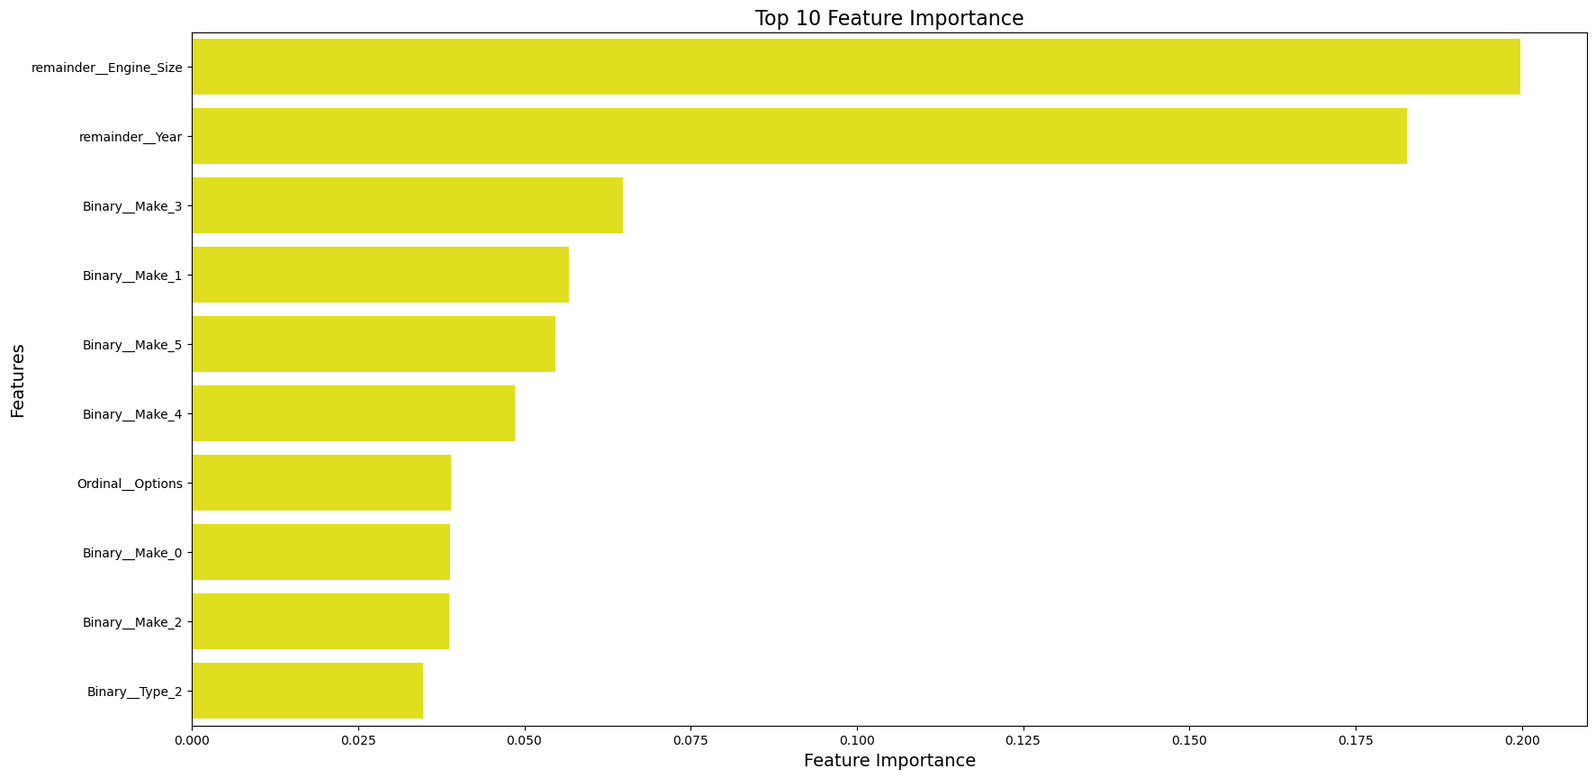 Top 10 Feature Importance
Features
remainder__Engine_Size
remainder__Year
Binary__Make_3
Binary__Make_1
Binary__Make_5
Binary__Make_4
Ordinal__Options
Binary__Make_0
Binary__Make_2
Binary__Type_2
0.000 0.025 0.050 0.075 0.100 0.125 0.150 0.175 0.200
Feature Importance